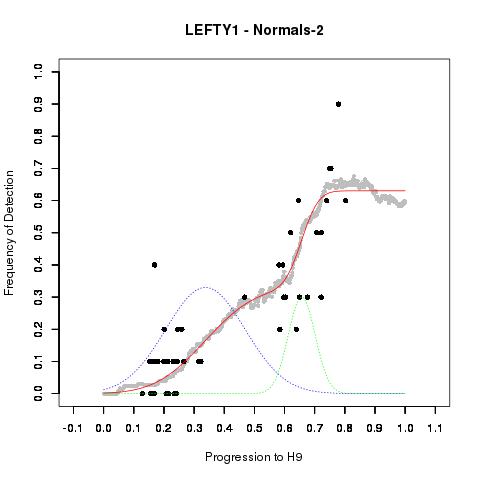 LEFTY1 - Normals-2
Frequency of Detection
1.0
0.9
0.8
0.7
0.6
0.5
0.4
0.3
0.2
0.1
0.0
-0.1 0.0 0.1 0.2 0.3 0.4 0.5 0.6 0.7 0.8 0.9 1.0 1.1
Progression to H9